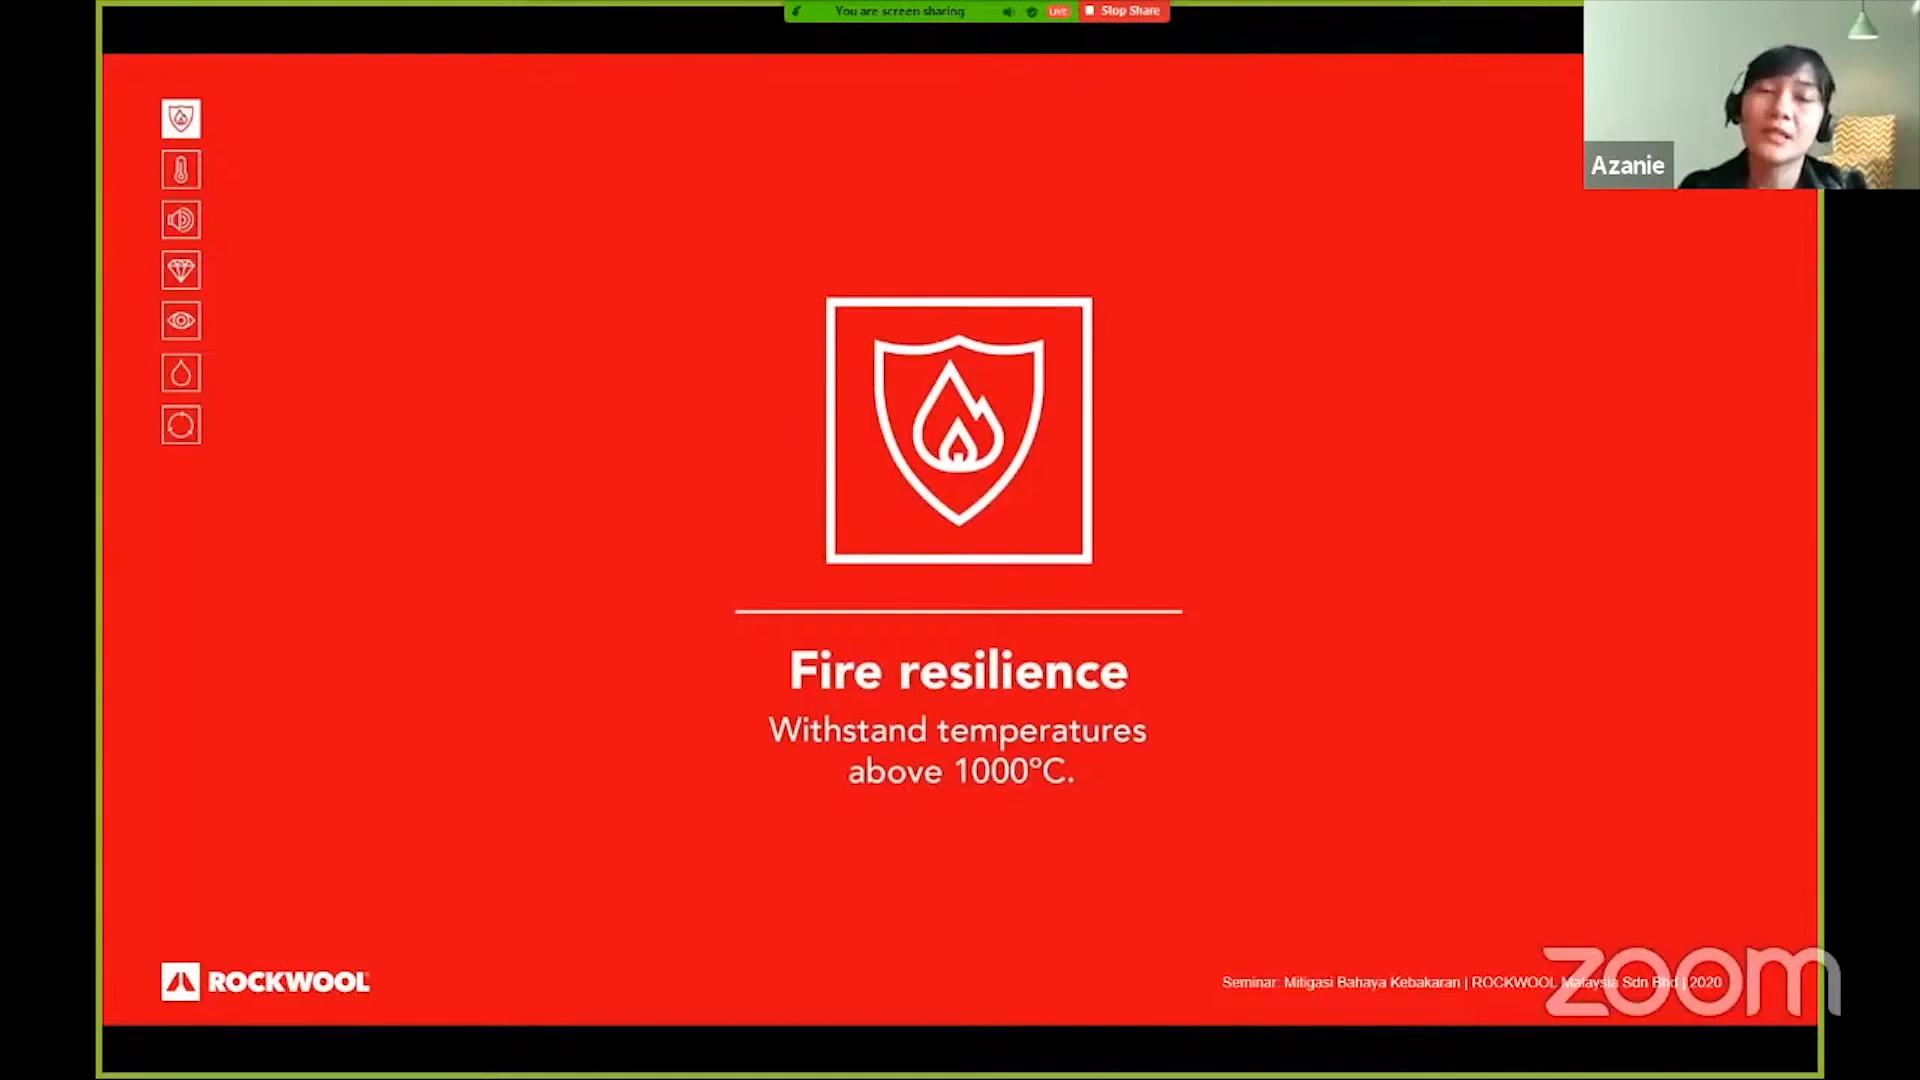 You are screen sharing
LIVE
Stop Share
Azanie
Fire resilience
Withstand temperatures
above 1000°C.
ROCKWOOL
Seminar: Mitigasi Bahaya Kebakaran | ROCKWOOL Malaysia Sdn Bhd | 2020
zoom